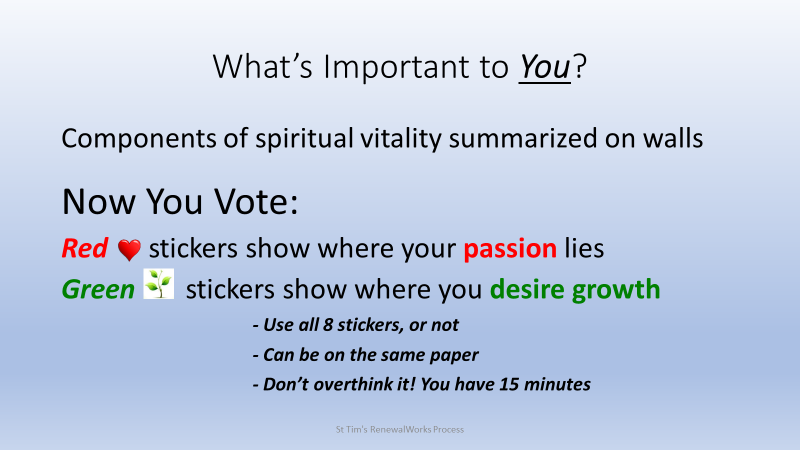 What's Important to You?
Components of spiritual vitality summarized on walls
Now You Vote:
Red stickers show where your passion lies
Green stickers show where you desire growth
- Use all 8 stickers, or not
- Can be on the same paper
- Don't overthink it! You have 15 minutes
St Tim's RenewalWorks Process